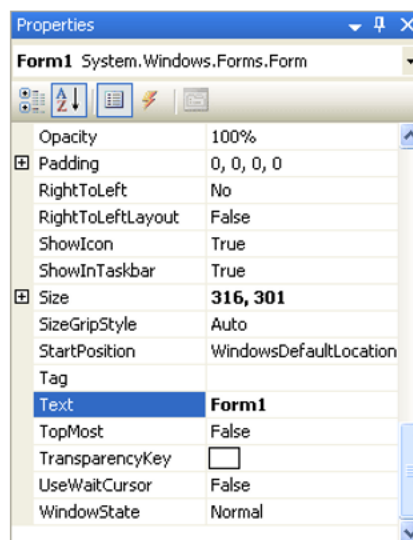 Properties
Form1 System.Windows.Forms.Form
A Z
Opacity 100%
Padding 0, 0, 0, 0
RightToLeft No
RightToLeftLayout False
ShowIcon True
ShowInTaskbar True
Size 316, 301
SizeGripStyle Auto
StartPosition WindowsDefaultLocation
Tag
Text Form1
TopMost False
TransparencyKey
UseWaitCursor False
WindowState Normal